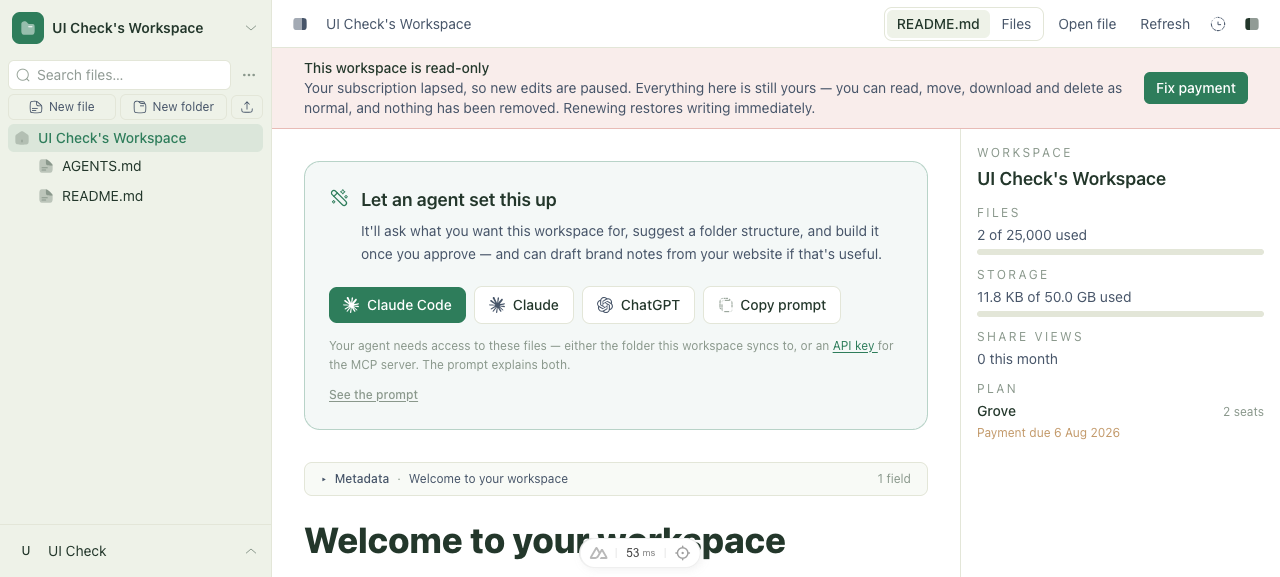 UI Check's Workspace
Search files...
New file
New folder
UI Check's Workspace
AGENTS.md
README.md
U UI Check
UI Check's Workspace
README.md
Files
Open file
Refresh
This workspace is read-only
Your subscription lapsed, so new edits are paused. Everything here is still yours — you can read, move, download and delete as
normal, and nothing has been removed. Renewing restores writing immediately.
Fix payment
Let an agent set this up
It'll ask what you want this workspace for, suggest a folder structure, and build it
once you approve — and can draft brand notes from your website if that's useful.
Claude Code
Claude
ChatGPT
Copy prompt
Your agent needs access to these files — either the folder this workspace syncs to, or an API key for
the MCP server. The prompt explains both.
See the prompt
Metadata · Welcome to your workspace
1 field
Welcome to your workspace
53 ms
WORKSPACE
UI Check's Workspace
FILES
2 of 25,000 used
STORAGE
11.8 KB of 50.0 GB used
SHARE VIEWS
0 this month
PLAN
Grove
2 seats
Payment due 6 Aug 2026